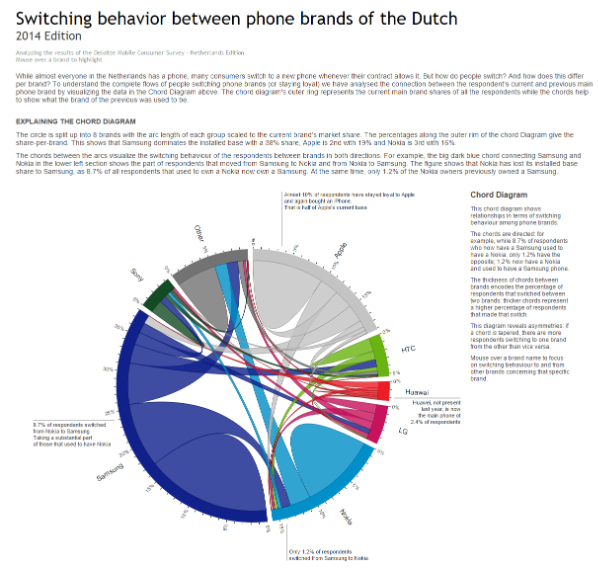 Switching behavior between phone brands of the Dutch
2014 Edition
Analyzing the results of the Deloitte Mobile Consumer Survey - Netherlands Edition
Mouse over a brand to highlight
While almost everyone in the Netherlands has a phone, many consumers switch to a new phone whenever their contract allows it. But how do people switch? And how does this differ
per brand? To understand the complete flows of people switching phone brands (or staying loyal) we have analysed the connection between the respondent's current and previous main
phone brand by visualizing the data in the Chord Diagram above. The chord diagram's outer ring represents the current main brand shares of all the respondents while the chords help
to show what the brand of the previous was used to be.
EXPLAINING THE CHORD DIAGRAM
The circle is split up into 8 brands with the arc length of each group scaled to the current brand's market share. The percentages along the outer rim of the chord Diagram give the
share-per-brand. This shows that Samsung dominates the installed base with a 38% share, Apple is 2nd with 19% and Nokia is 3rd with 16%.
The chords between the arcs visualize the switching behaviour of the respondents between brands in both directions. For example, the big dark blue chord connecting Samsung
and Nokia in the lower left section shows the part of respondents that moved from Samsung to Nokia and from Nokia to Samsung. The figure shows that Nokia has lost its installed base
share to Samsung, as 8.7% of all respondents that used to own a Nokia now own a Samsung. At the same time, only 1.2% of the Nokia owners previously owned a Samsung.
Almost 10% of respondents have stayed loyal to Apple
and again bought an iPhone.
That is half of Apple's current base
Chord Diagram
This chord diagram shows
relationships in terms of switching
behaviour among phone brands.
The chords are directed: for
example, while 8.7% of respondents
who now have a Samsung used to
have a Nokia, only 1.2% have the
opposite; 1.2% now have a Nokia
and used to have a Samsung phone.
The thickness of chords between
brands encodes the percentage of
respondents that switched between
two brands: thicker chords represent
a higher percentage of respondents
that made that switch.
This diagram reveals asymmetries: if
a chord is tapered, there are more
respondents switching to one brand
from the other than vice versa.
Mouse over a brand name to focus
on switching behaviour to and from
other brands concerning that specific
brand.
Other
Apple
Sony
HTC
Huawei
Huawei, not present
last year, is now
the main phone of
2.4% of respondents
LG
8.7% of respondents switched
from Nokia to Samsung
Taking a substantial part
of those that used to have Nokia
Samsung
Nokia
Only 1.2% of respondents
switched from Samsung to Nokia